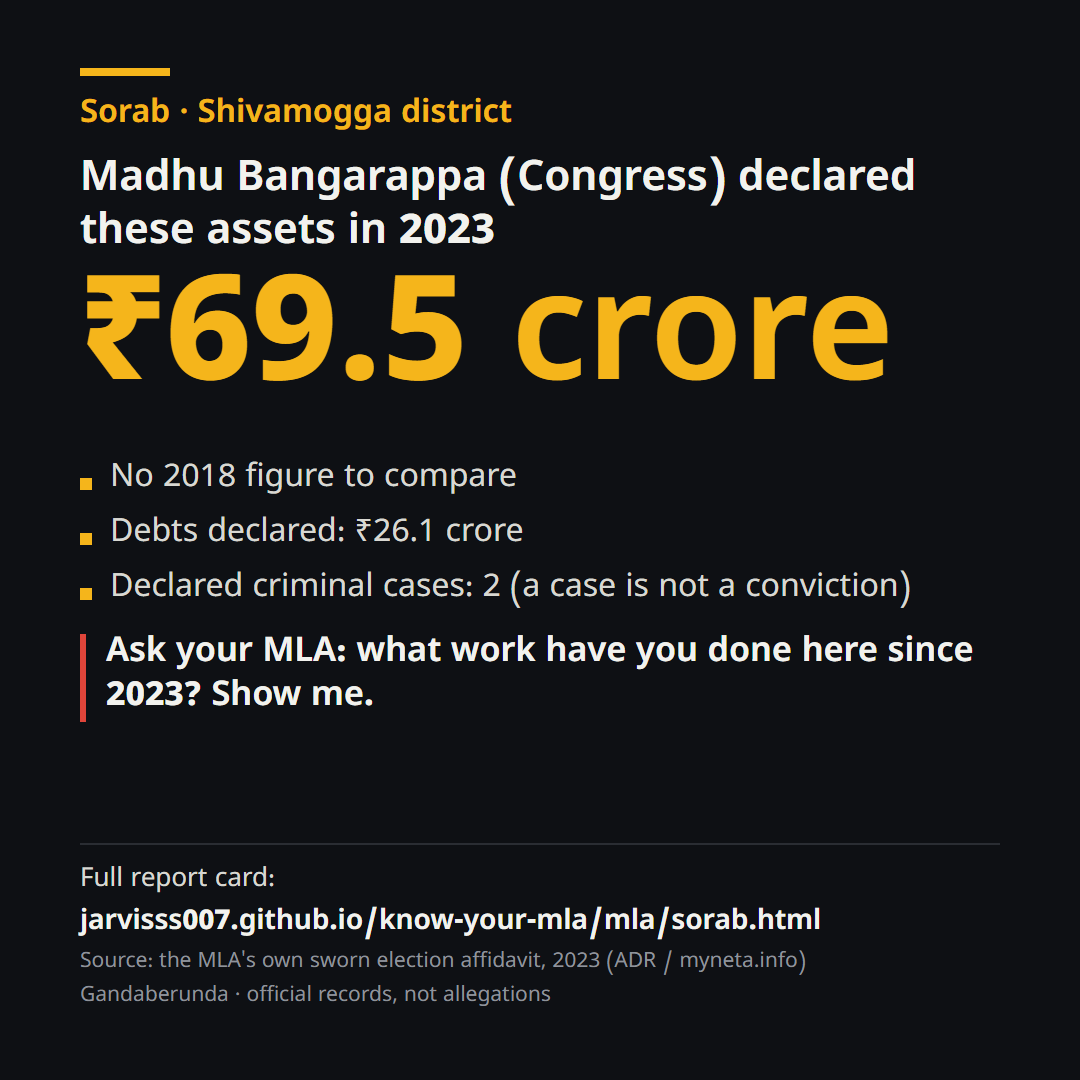 Sorab · Shivamogga district
Madhu Bangarappa (Congress) declared
these assets in 2023
₹69.5 crore
No 2018 figure to compare
Debts declared: ₹26.1 crore
Declared criminal cases: 2 (a case is not a conviction)
Ask your MLA: what work have you done here since
2023? Show me.
Full report card:
jarvisss007.github.io/know-your-mla/mla/sorab.html
Source: the MLA's own sworn election affidavit, 2023 (ADR / myneta.info)
Gandaberunda · official records, not allegations